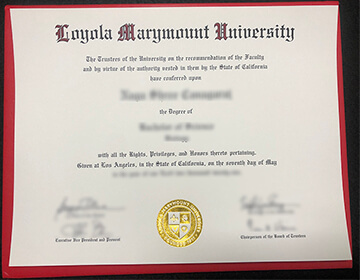 Loyola Marymount University
The Trustees of the University on the recommendation of the Faculty
and by virtue of the authority vested in them by the State of California
have conferred upon
the Degree of
Bachelor of Science
with all the Rights, Privileges, and Honors thereto pertaining.
Given at Los Angeles, in the State of California, on the seventh day of May
Executive Vice President and Provost
Chairperson of the Board of Trustees